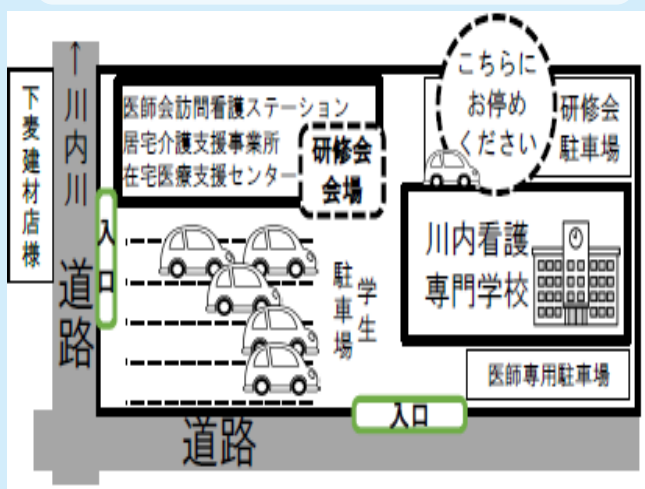 下麦建材店様
↑川内川
道路
医師会訪問看護ステーション
居宅介護支援事業所
在宅医療支援センター
研修会
会場
こちらに
お停め
ください
研修会
駐車場
入口
学生
駐車場
川内看護
専門学校
医師専用駐車場
入口
道路